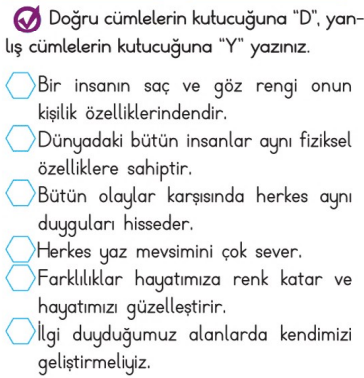 Doğru cümlelerin kutucuğuna "D", yan-
lış cümlelerin kutucuğuna "Y" yazınız.
Bir insanın saç ve göz rengi onun
kişilik özelliklerindendir.
Dünyadaki bütün insanlar aynı fiziksel
özelliklere sahiptir.
Bütün olaylar karşısında herkes aynı
duyguları hisseder.
Herkes yaz mevsimini çok sever.
Farklılıklar hayatımıza renk katar ve
hayatımızı güzelleştirir.
İlgi duyduğumuz alanlarda kendimizi
geliştirmeliyiz.